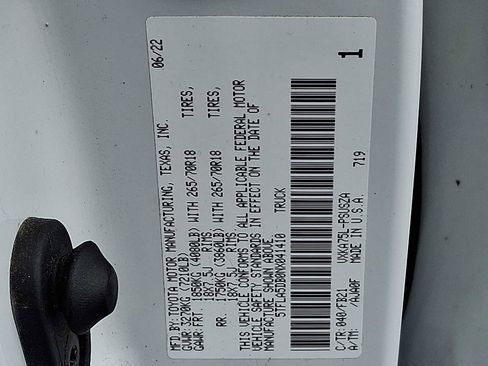 06/22
MFD.BY:TOYOTA MOTOR MANUFACTURING, TEXAS, INC.
GVWR:3270KG(7210LB)
GAWR:FRT. 1850KG(4080LB) WITH 265/70R18 TIRES,
18X7.5J RIMS
RR. 1750KG(3860LB) WITH 265/70R18 TIRES,
18X7.5J RIMS
THIS VEHICLE CONFORMS TO ALL APPLICABLE FEDERAL MOTOR
VEHICLE SAFETY STANDARDS IN EFFECT ON THE DATE OF
MANUFACTURE SHOWN ABOVE.
TRUCK
719
C/TR:040/FB21 VXKA75L-PSUSZA
A/TM: /AJA0F MADE IN U.S.A.
1